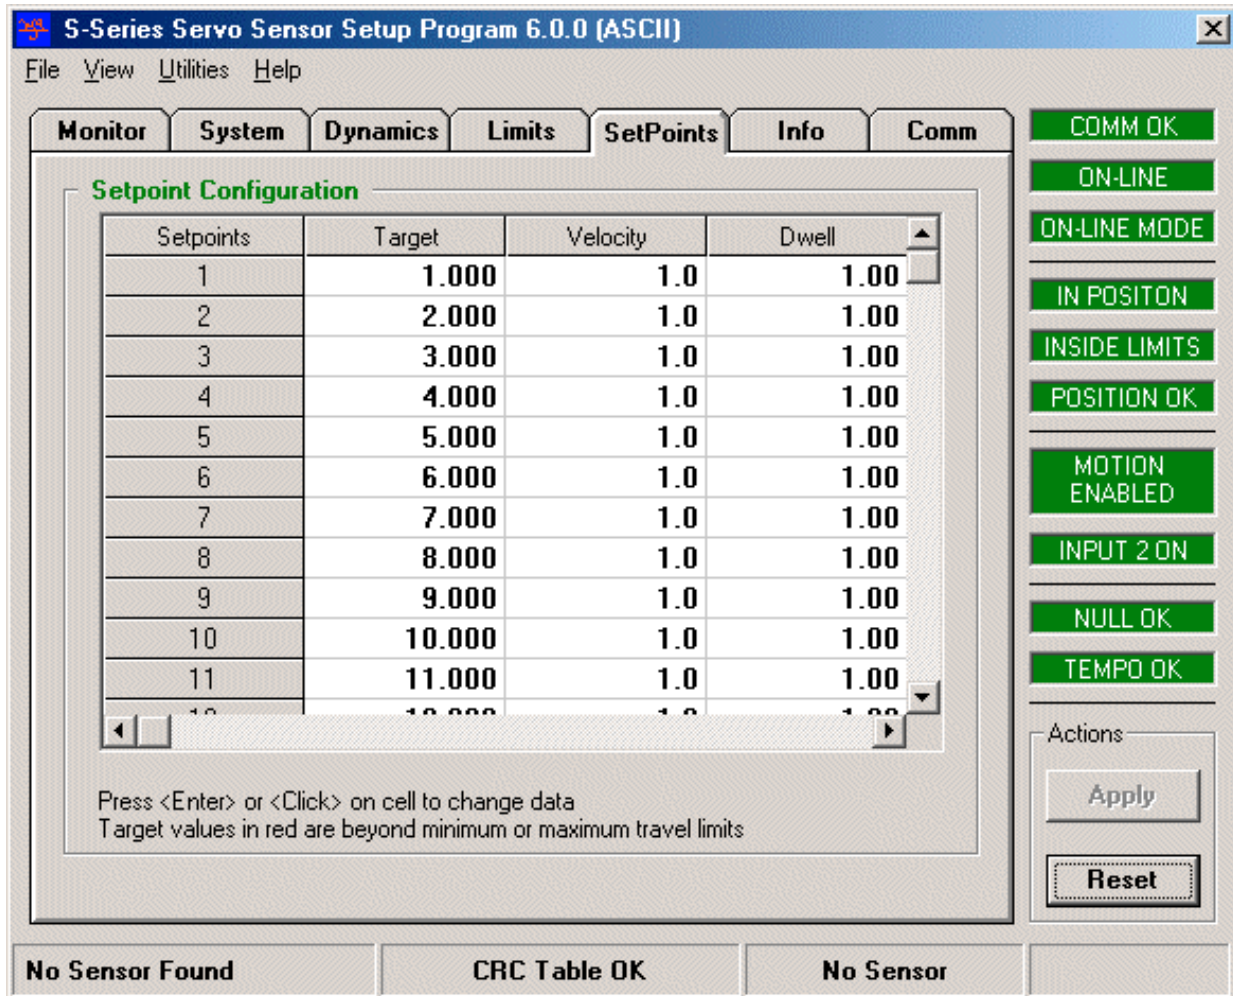 S-Series Servo Sensor Setup Program 6.0.0 (ASCII)
File View Utilities Help
Monitor System Dynamics Limits SetPoints Info Comm
Setpoint Configuration
Setpoints Target Velocity Dwell
1 1.000 1.0 1.00
2 2.000 1.0 1.00
3 3.000 1.0 1.00
4 4.000 1.0 1.00
5 5.000 1.0 1.00
6 6.000 1.0 1.00
7 7.000 1.0 1.00
8 8.000 1.0 1.00
9 9.000 1.0 1.00
10 10.000 1.0 1.00
11 11.000 1.0 1.00
Press <Enter> or <Click> on cell to change data
Target values in red are beyond minimum or maximum travel limits
COMM OK
ON-LINE
ON-LINE MODE
IN POSITON
INSIDE LIMITS
POSITION OK
MOTION
ENABLED
INPUT 2 ON
NULL OK
TEMPO OK
Actions
Apply
Reset
No Sensor Found CRC Table OK No Sensor